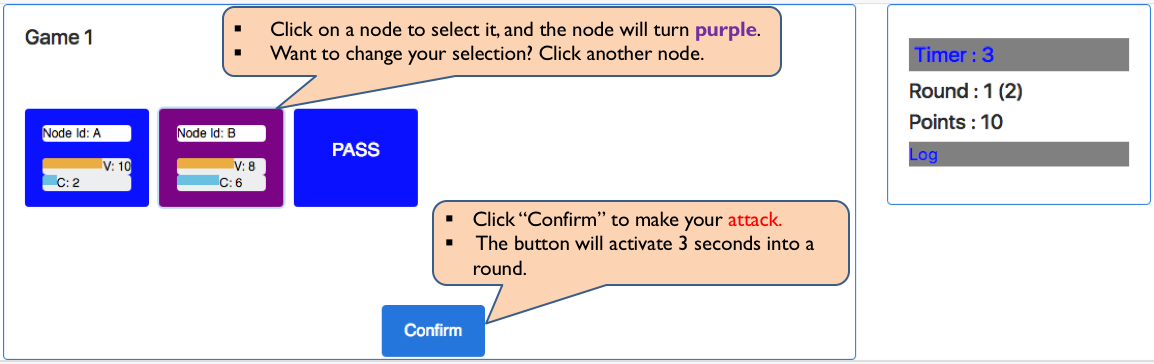 Game 1
▪ Click on a node to select it, and the node will turn purple.
▪ Want to change your selection? Click another node.
Node Id: A
V: 10
C: 2
Node Id: B
V: 8
C: 6
PASS
▪ Click “Confirm” to make your attack.
▪ The button will activate 3 seconds into a
round.
Confirm
Timer : 3
Round : 1 (2)
Points : 10
Log